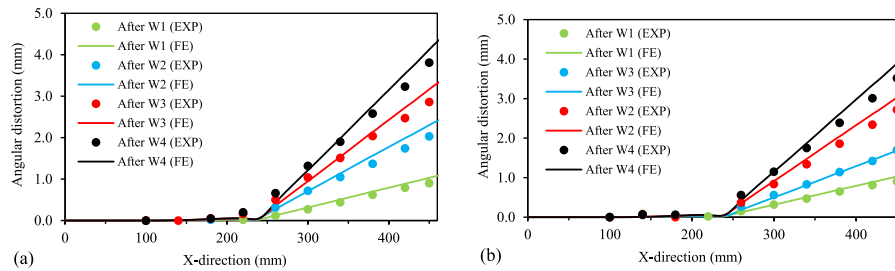 5.0
4.0
3.0
2.0
1.0
0.0
Angular distortion (mm)
After W1 (EXP)
After W1 (FE)
After W2 (EXP)
After W2 (FE)
After W3 (EXP)
After W3 (FE)
After W4 (EXP)
After W4 (FE)
0 100 200 300 400
X-direction (mm)
(a)
5.0
4.0
3.0
2.0
1.0
0.0
Angular distortion (mm)
After W1 (EXP)
After W1 (FE)
After W3 (EXP)
After W3 (FE)
After W2 (EXP)
After W2 (FE)
After W4 (EXP)
After W4 (FE)
0 100 200 300 400
X-direction (mm)
(b)